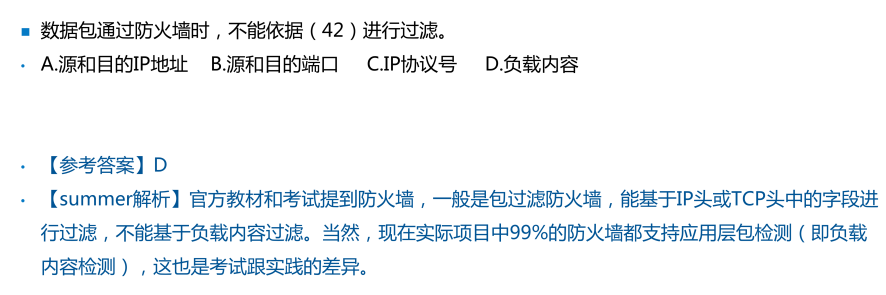 ▪ 数据包通过防火墙时，不能依据（42）进行过滤。
• A.源和目的IP地址 B.源和目的端口 C.IP协议号 D.负载内容
• 【参考答案】D
• 【summer解析】官方教材和考试提到防火墙，一般是包过滤防火墙，能基于IP头或TCP头中的字段进
行过滤，不能基于负载内容过滤。当然，现在实际项目中99%的防火墙都支持应用层包检测（即负载
内容检测），这也是考试跟实践的差异。